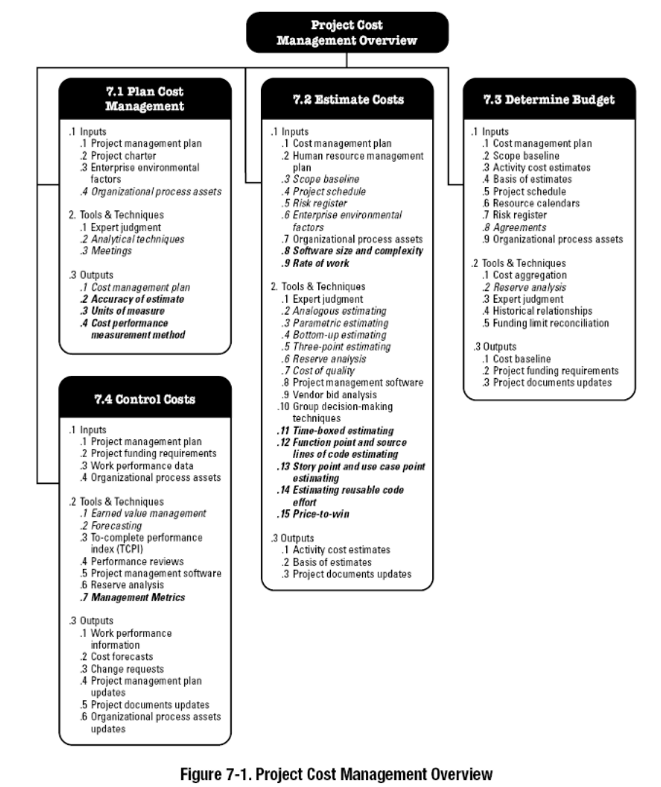 Project Cost
Management Overview
7.1 Plan Cost
Management
.1 Inputs
.1 Project management plan
.2 Project charter
.3 Enterprise environmental
factors
.4 Organizational process assets
2. Tools & Techniques
.1 Expert judgment
.2 Analytical techniques
.3 Meetings
.3 Outputs
.1 Cost management plan
.2 Accuracy of estimate
.3 Units of measure
.4 Cost performance
measurement method
7.2 Estimate Costs
.1 Inputs
.1 Cost management plan
.2 Human resource management
plan
.3 Scope baseline
.4 Project schedule
.5 Risk register
.6 Enterprise environmental
factors
.7 Organizational process assets
.8 Software size and complexity
.9 Rate of work
2. Tools & Techniques
.1 Expert judgment
.2 Analogous estimating
.3 Parametric estimating
.4 Bottom-up estimating
.5 Three-point estimating
.6 Reserve analysis
.7 Cost of quality
.8 Project management software
.9 Vendor bid analysis
.10 Group decision-making
techniques
.11 Time-boxed estimating
.12 Function point and source
lines of code estimating
.13 Story point and use case point
estimating
.14 Estimating reusable code
effort
.15 Price-to-win
.3 Outputs
.1 Activity cost estimates
.2 Basis of estimates
.3 Project documents updates
7.3 Determine Budget
.1 Inputs
.1 Cost management plan
.2 Scope baseline
.3 Activity cost estimates
.4 Basis of estimates
.5 Project schedule
.6 Resource calendars
.7 Risk register
.8 Agreements
.9 Organizational process assets
.2 Tools & Techniques
.1 Cost aggregation
.2 Reserve analysis
.3 Expert judgment
.4 Historical relationships
.5 Funding limit reconciliation
.3 Outputs
.1 Cost baseline
.2 Project funding requirements
.3 Project documents updates
7.4 Control Costs
.1 Inputs
.1 Project management plan
.2 Project funding requirements
.3 Work performance data
.4 Organizational process assets
.2 Tools & Techniques
.1 Earned value management
.2 Forecasting
.3 To-complete performance
index (TCPI)
.4 Performance reviews
.5 Project management software
.6 Reserve analysis
.7 Management Metrics
.3 Outputs
.1 Work performance
information
.2 Cost forecasts
.3 Change requests
.4 Project management plan
updates
.5 Project documents updates
.6 Organizational process assets
updates
Figure 7-1. Project Cost Management Overview